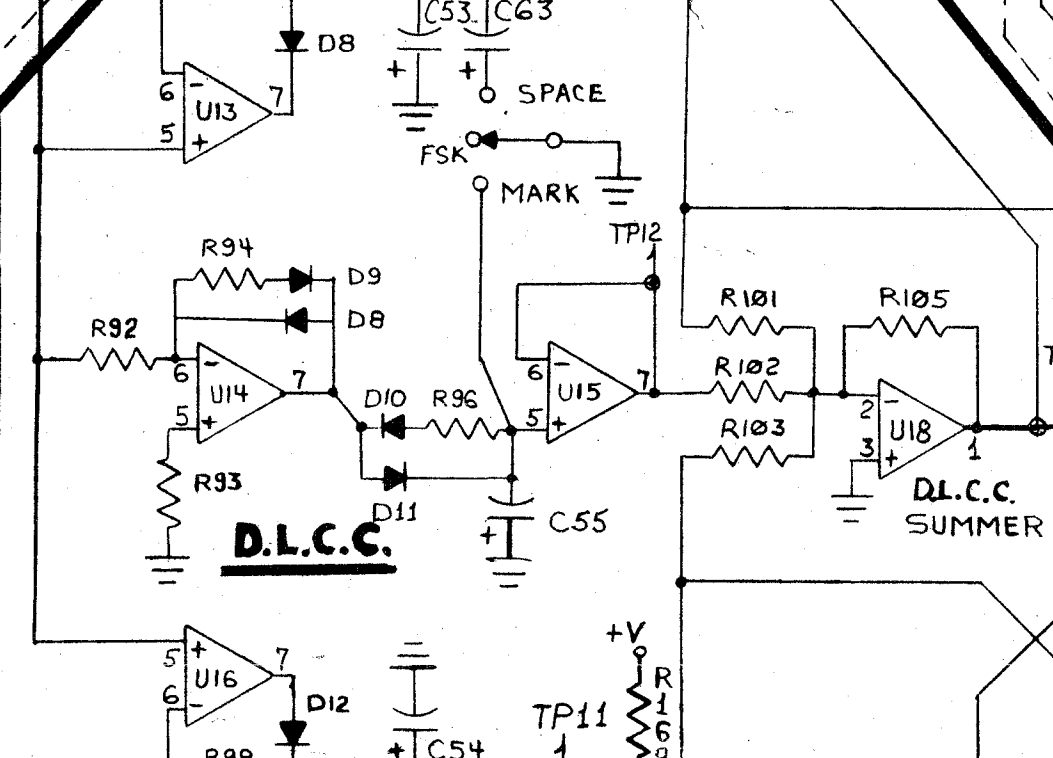 C53
C63
D8
+
+
6
-
U13
7
5
+
SPACE
FSK
MARK
TP12
1
R94
D9
D8
R92
6
-
U14
7
5
+
R93
D10
R96
D11
D.L.C.C.
C55
+
6
-
U15
7
5
+
R101
R102
R103
R105
2
-
U18
3
+
1
D.L.C.C.
SUMMER
5
+
U16
7
6
-
D12
+
C54
+V
R
1
6
TP11
1